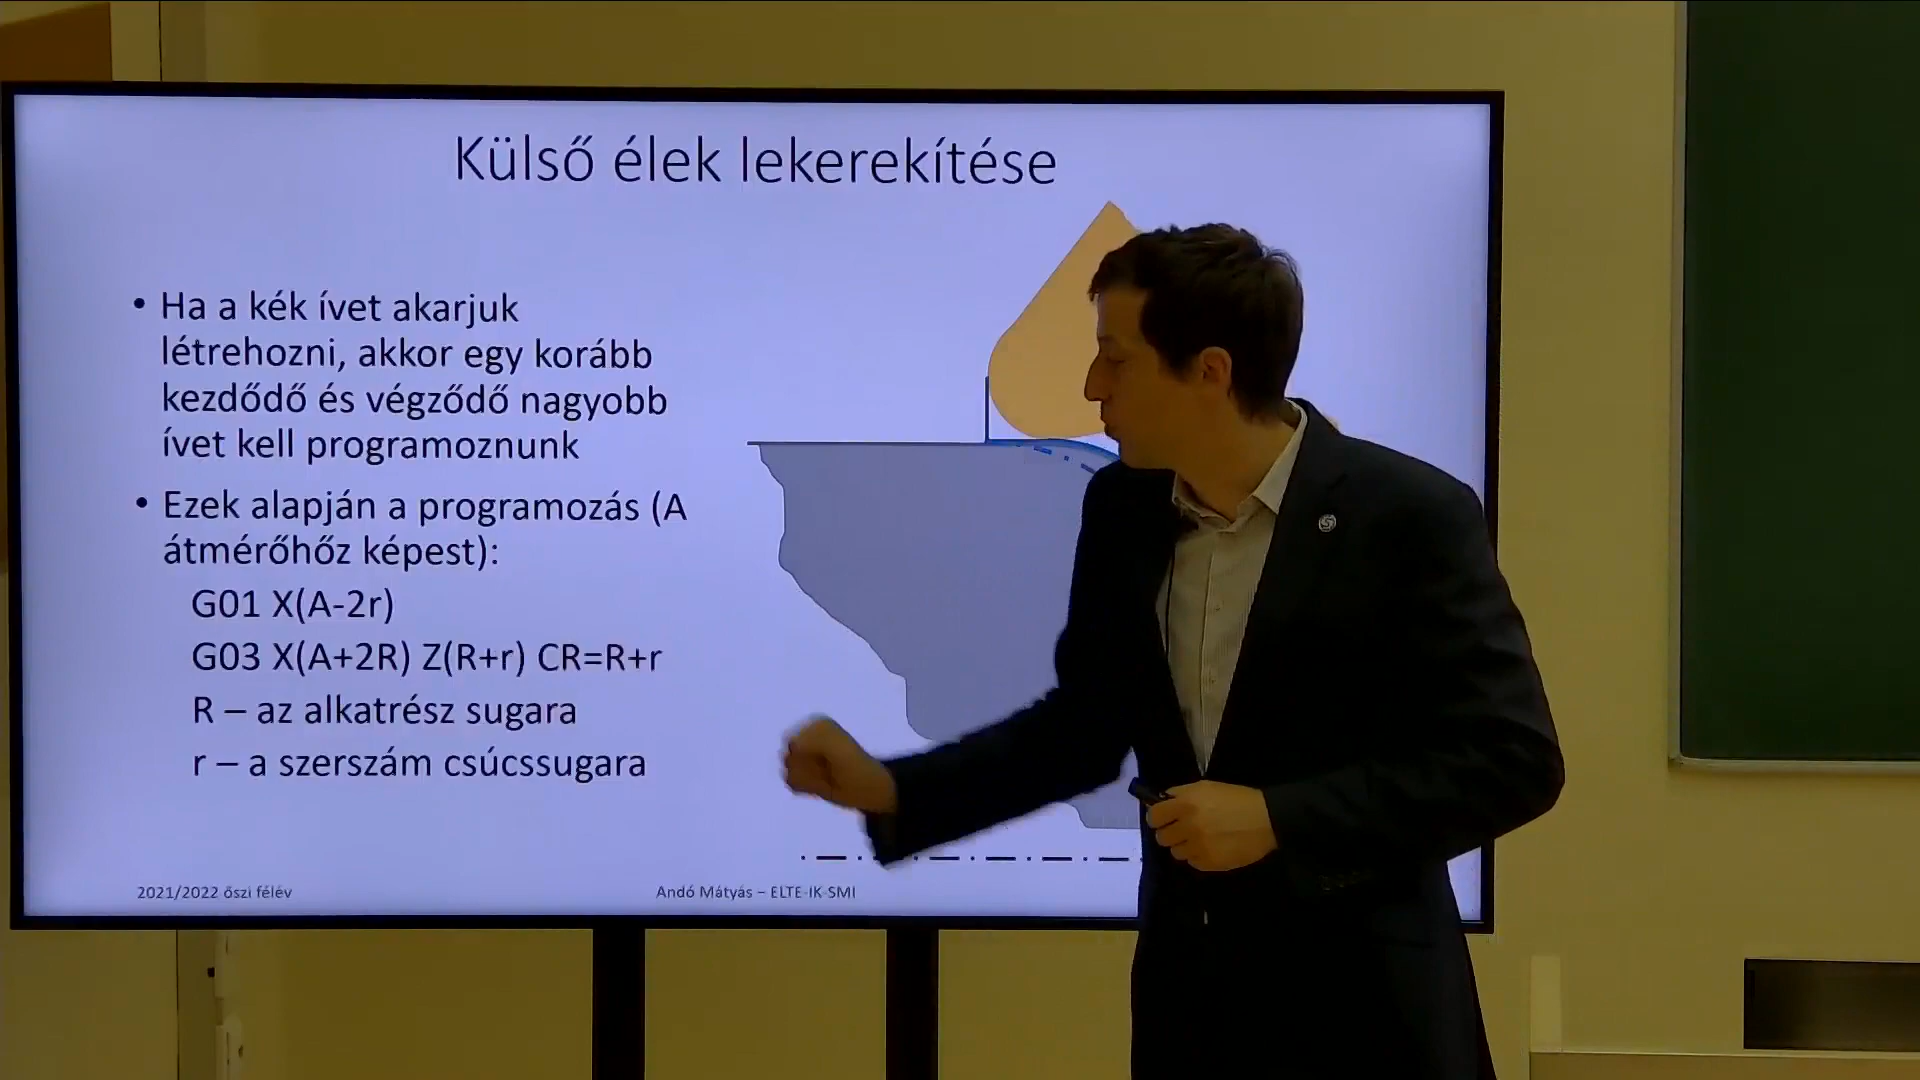 Külső élek lekerekítése
• Ha a kék ívet akarjuk
létrehozni, akkor egy korább
kezdődő és végződő nagyobb
ívet kell programoznunk
• Ezek alapján a programozás (A
átmérőhőz képest):
G01 X(A-2r)
G03 X(A+2R) Z(R+r) CR=R+r
R – az alkatrész sugara
r – a szerszám csúcssugara
2021/2022 őszi félév
Andó Mátyás – ELTE-IK-SMI